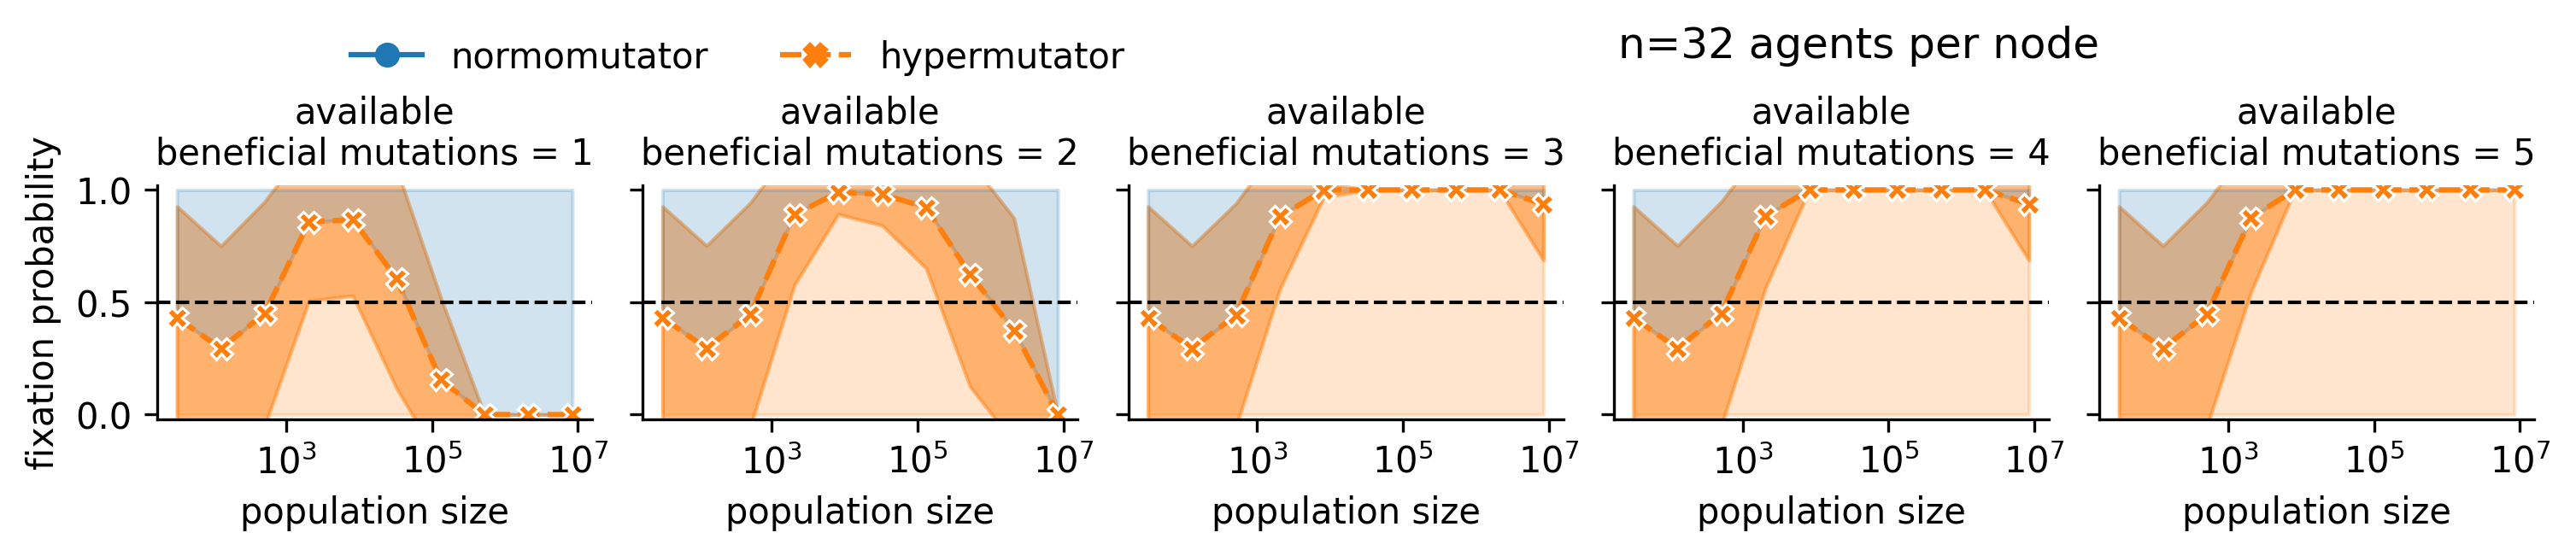 normomutator
hypermutator
n=32 agents per node
available
beneficial mutations = 1
available
beneficial mutations = 2
available
beneficial mutations = 3
available
beneficial mutations = 4
available
beneficial mutations = 5
fixation probability
1.0
0.5
0.0
10³ 10⁵ 10⁷
10³ 10⁵ 10⁷
10³ 10⁵ 10⁷
10³ 10⁵ 10⁷
10³ 10⁵ 10⁷
population size
population size
population size
population size
population size